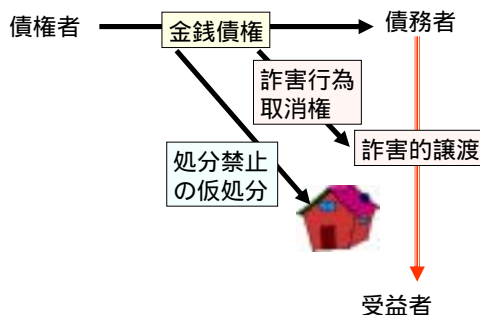 債権者
金銭債権
債務者
詐害行為
取消権
処分禁止
の仮処分
詐害的譲渡
受益者